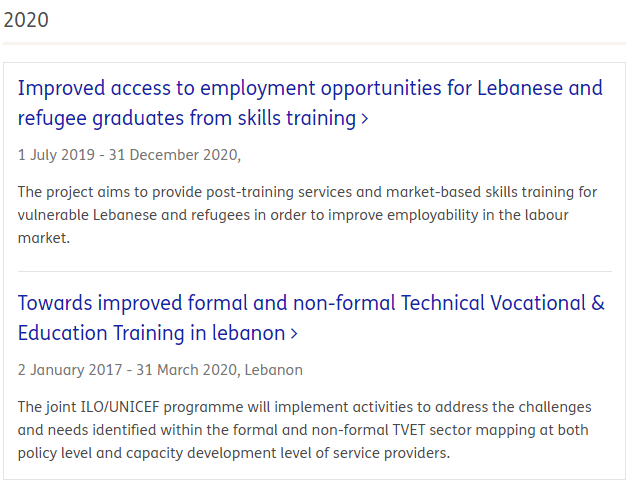 2020
Improved access to employment opportunities for Lebanese and
refugee graduates from skills training >
1 July 2019 - 31 December 2020,
The project aims to provide post-training services and market-based skills training for
vulnerable Lebanese and refugees in order to improve employability in the labour
market.
Towards improved formal and non-formal Technical Vocational &
Education Training in lebanon >
2 January 2017 - 31 March 2020, Lebanon
The joint ILO/UNICEF programme will implement activities to address the challenges
and needs identified within the formal and non-formal TVET sector mapping at both
policy level and capacity development level of service providers.